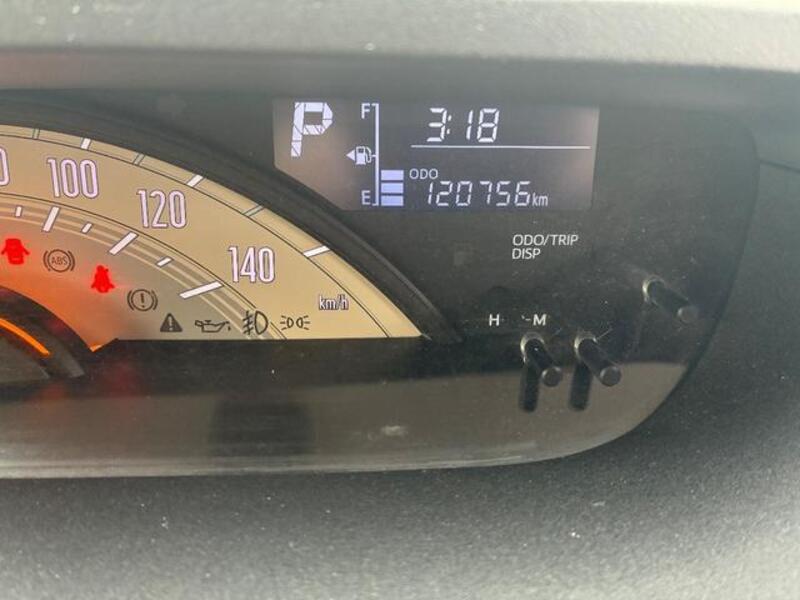 P
F
3:18
ODO
E
120756km
100
120
140
km/h
ABS
ODO/TRIP
DISP
H
-M